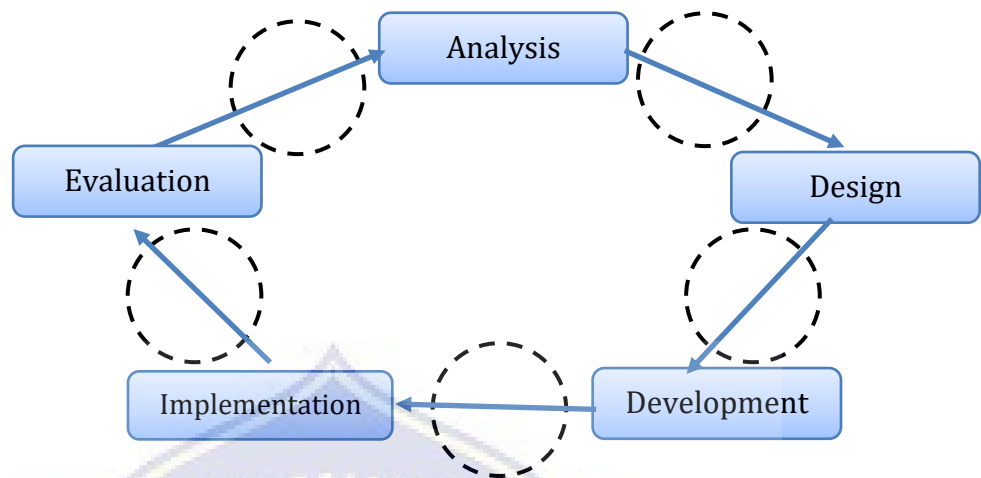 Analysis
Evaluation
Design
Implementation
Development